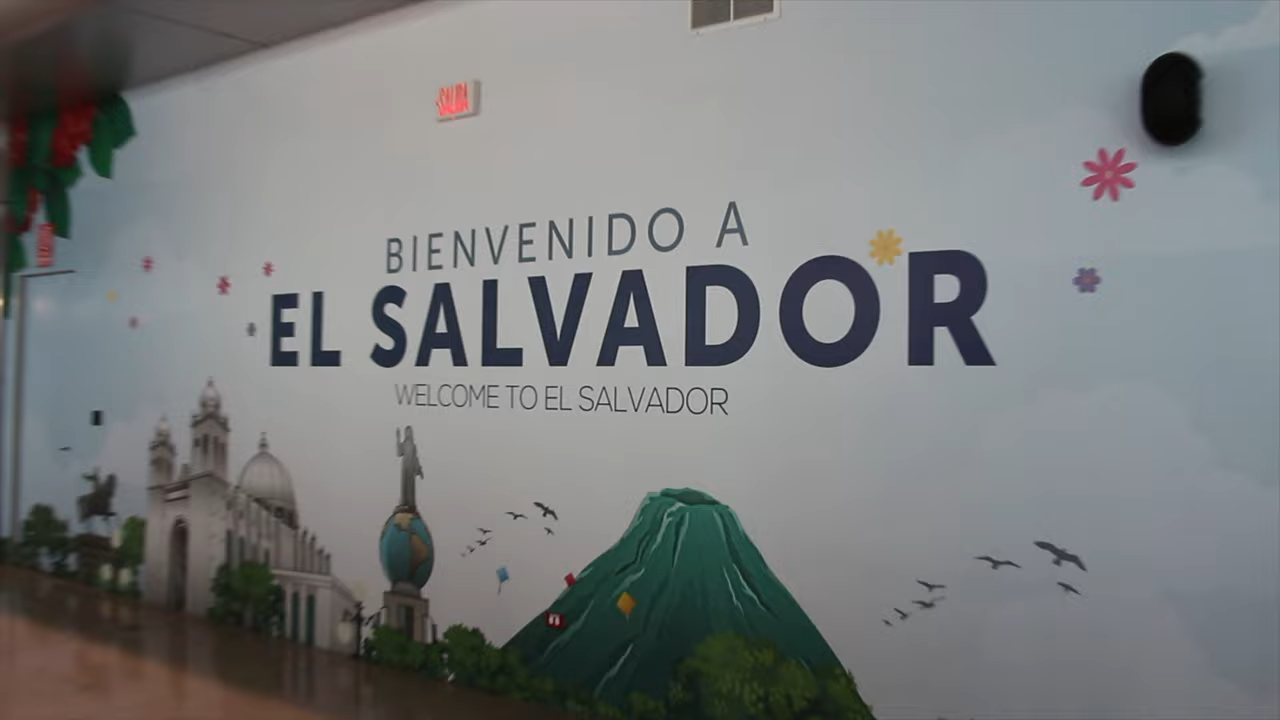 SALIDA
BIENVENIDO A
EL SALVADOR
WELCOME TO EL SALVADOR